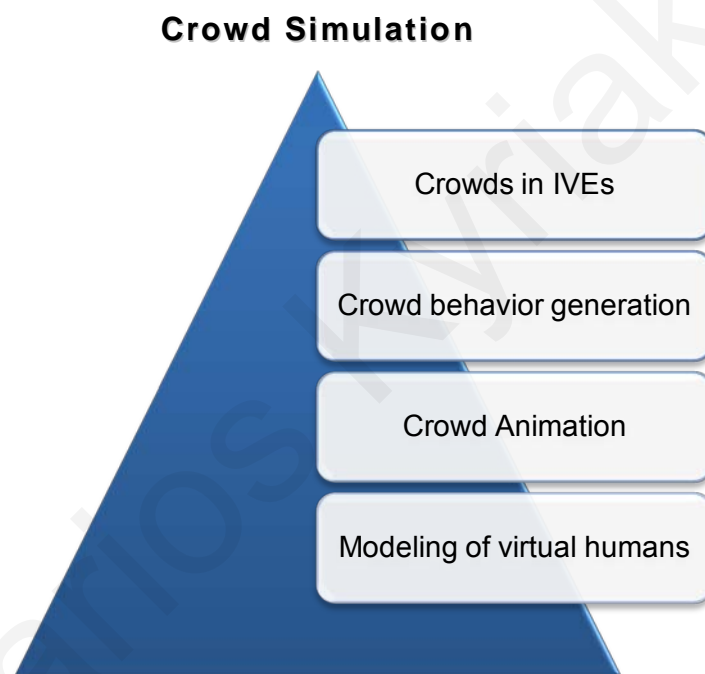 Crowd Simulation
Crowds in IVEs
Crowd behavior generation
Crowd Animation
Modeling of virtual humans